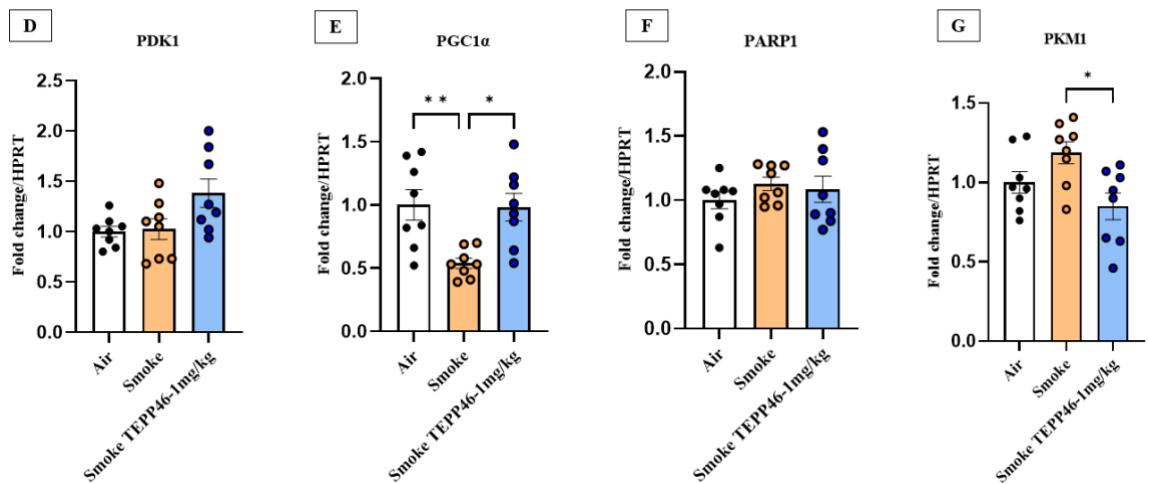 D
PDK1
Fold change/HPRT
2.5
2.0
1.5
1.0
0.5
0.0
Air
Smoke
Smoke TEPP46-1mg/kg
E
PGC1α
Fold change/HPRT
2.0
1.5
1.0
0.5
0.0
* *
*
Air
Smoke
Smoke TEPP46-1mg/kg
F
PARP1
Fold change/HPRT
2.0
1.5
1.0
0.5
0.0
Air
Smoke
Smoke TEPP46-1mg/kg
G
PKM1
Fold change/HPRT
1.5
1.0
0.5
0.0
*
Air
Smoke
Smoke TEPP46-1mg/kg